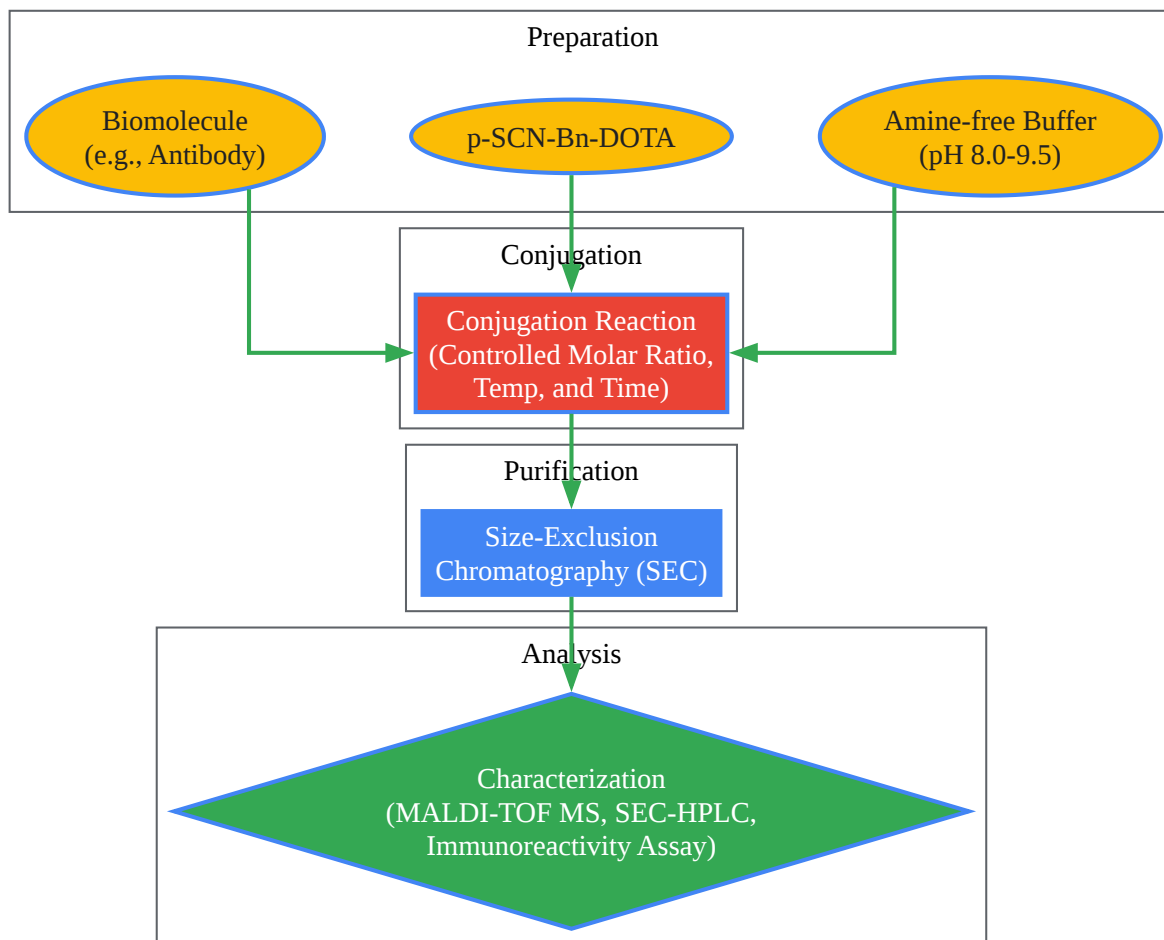 Preparation
Biomolecule
(e.g., Antibody)
p-SCN-Bn-DOTA
Amine-free Buffer
(pH 8.0-9.5)
Conjugation
Conjugation Reaction
(Controlled Molar Ratio,
Temp, and Time)
Purification
Size-Exclusion
Chromatography (SEC)
Analysis
Characterization
(MALDI-TOF MS, SEC-HPLC,
Immunoreactivity Assay)